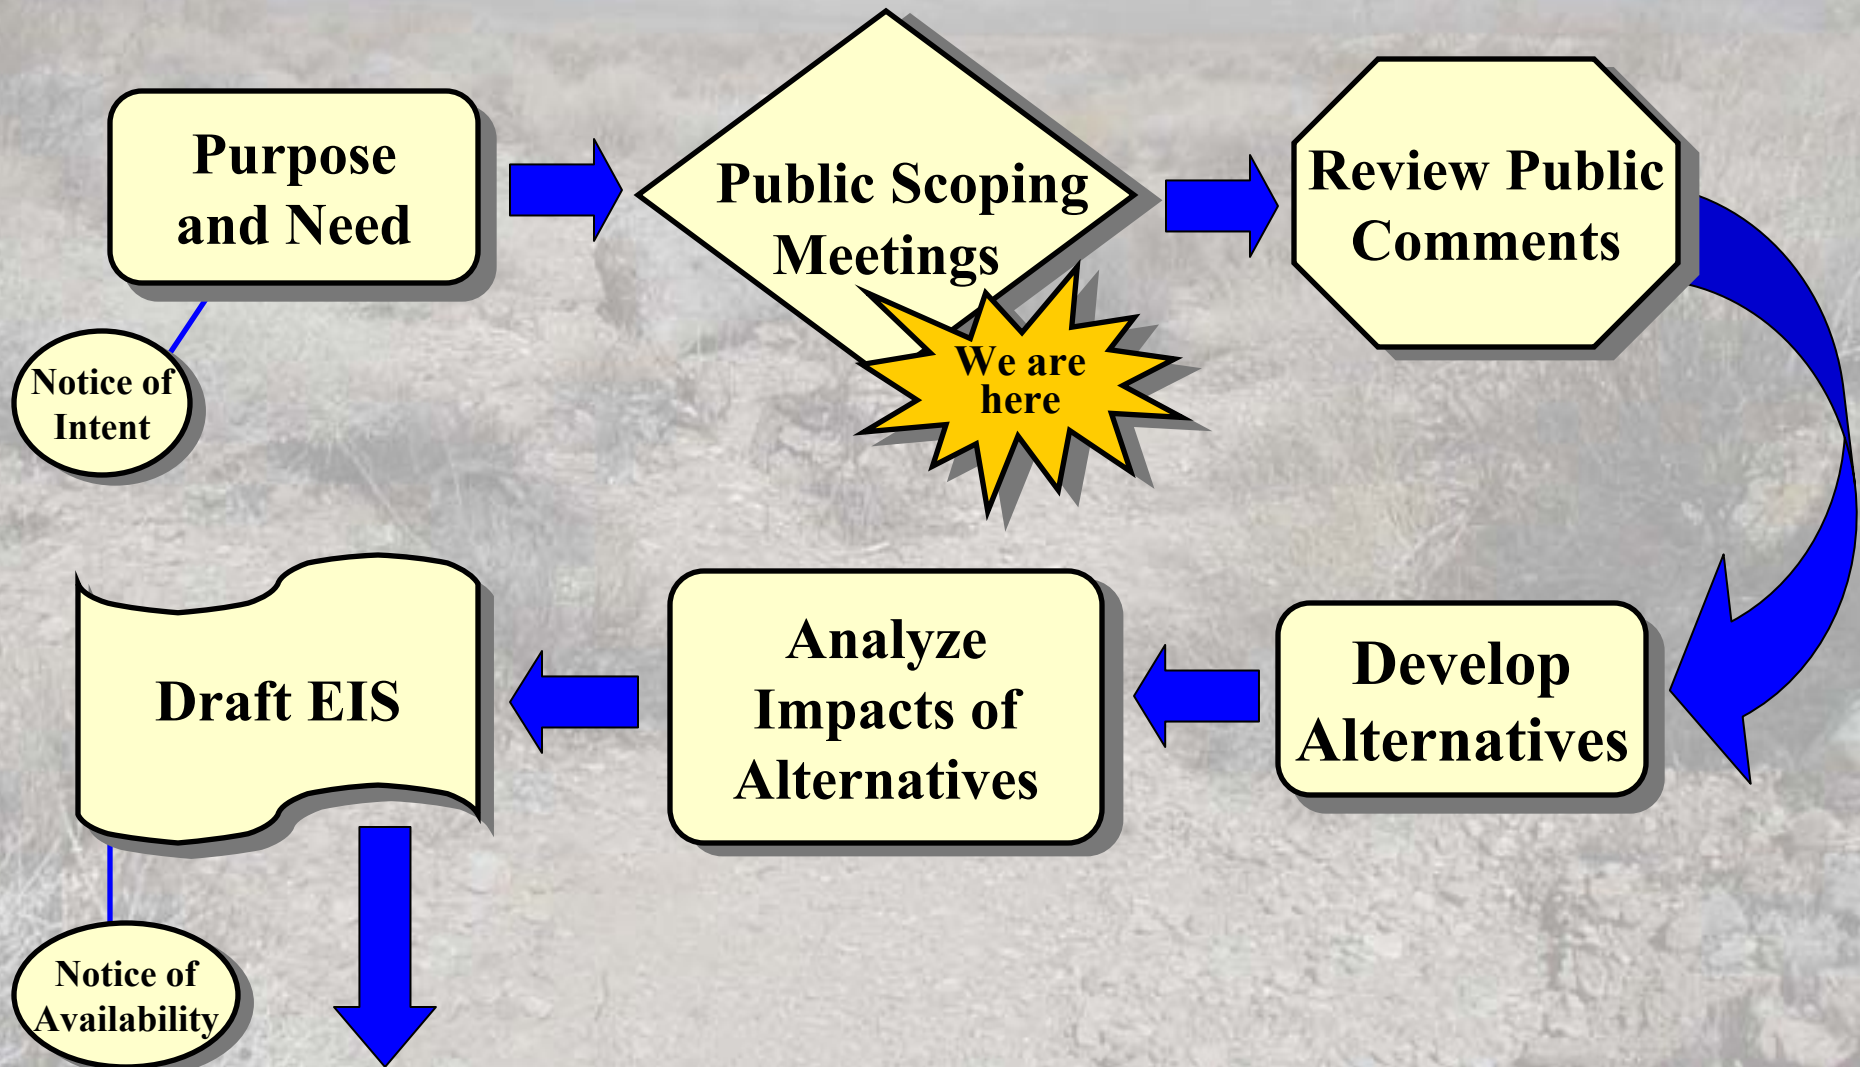 Purpose
and Need
Public Scoping
Meetings
Review Public
Comments
We are
here
Notice of
Intent
Draft EIS
Analyze
Impacts of
Alternatives
Develop
Alternatives
Notice of
Availability